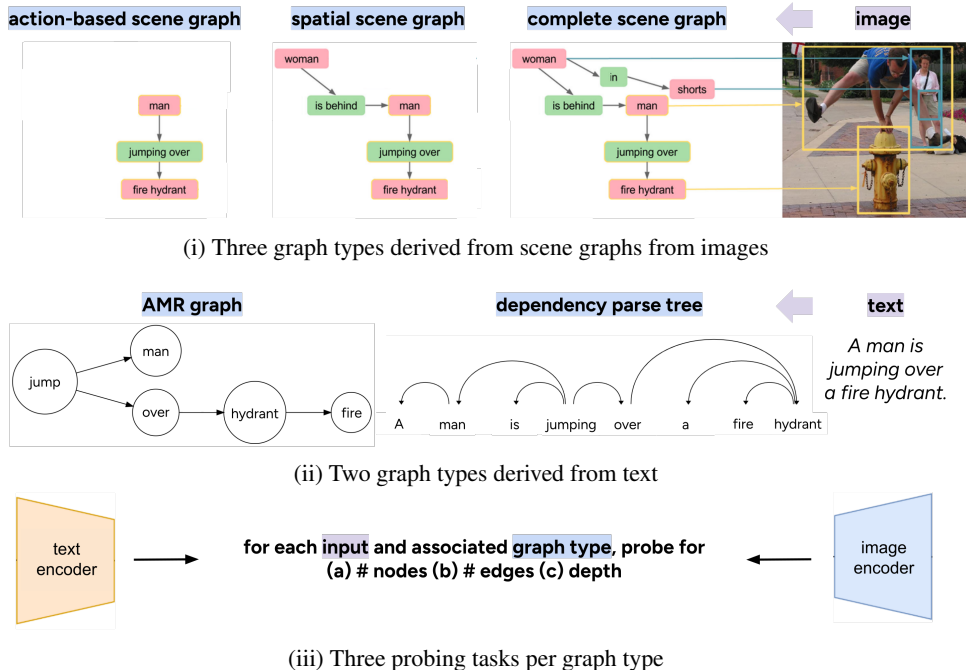 action-based scene graph
spatial scene graph
complete scene graph
image
man
jumping over
fire hydrant
woman
is behind
man
jumping over
fire hydrant
woman
in
shorts
is behind
man
jumping over
fire hydrant
(i) Three graph types derived from scene graphs from images
AMR graph
dependency parse tree
text
jump
man
over
hydrant
fire
A man is jumping over a fire hydrant
A man is
jumping over
a fire hydrant.
(ii) Two graph types derived from text
text
encoder
for each input and associated graph type, probe for
(a) # nodes (b) # edges (c) depth
image
encoder
(iii) Three probing tasks per graph type